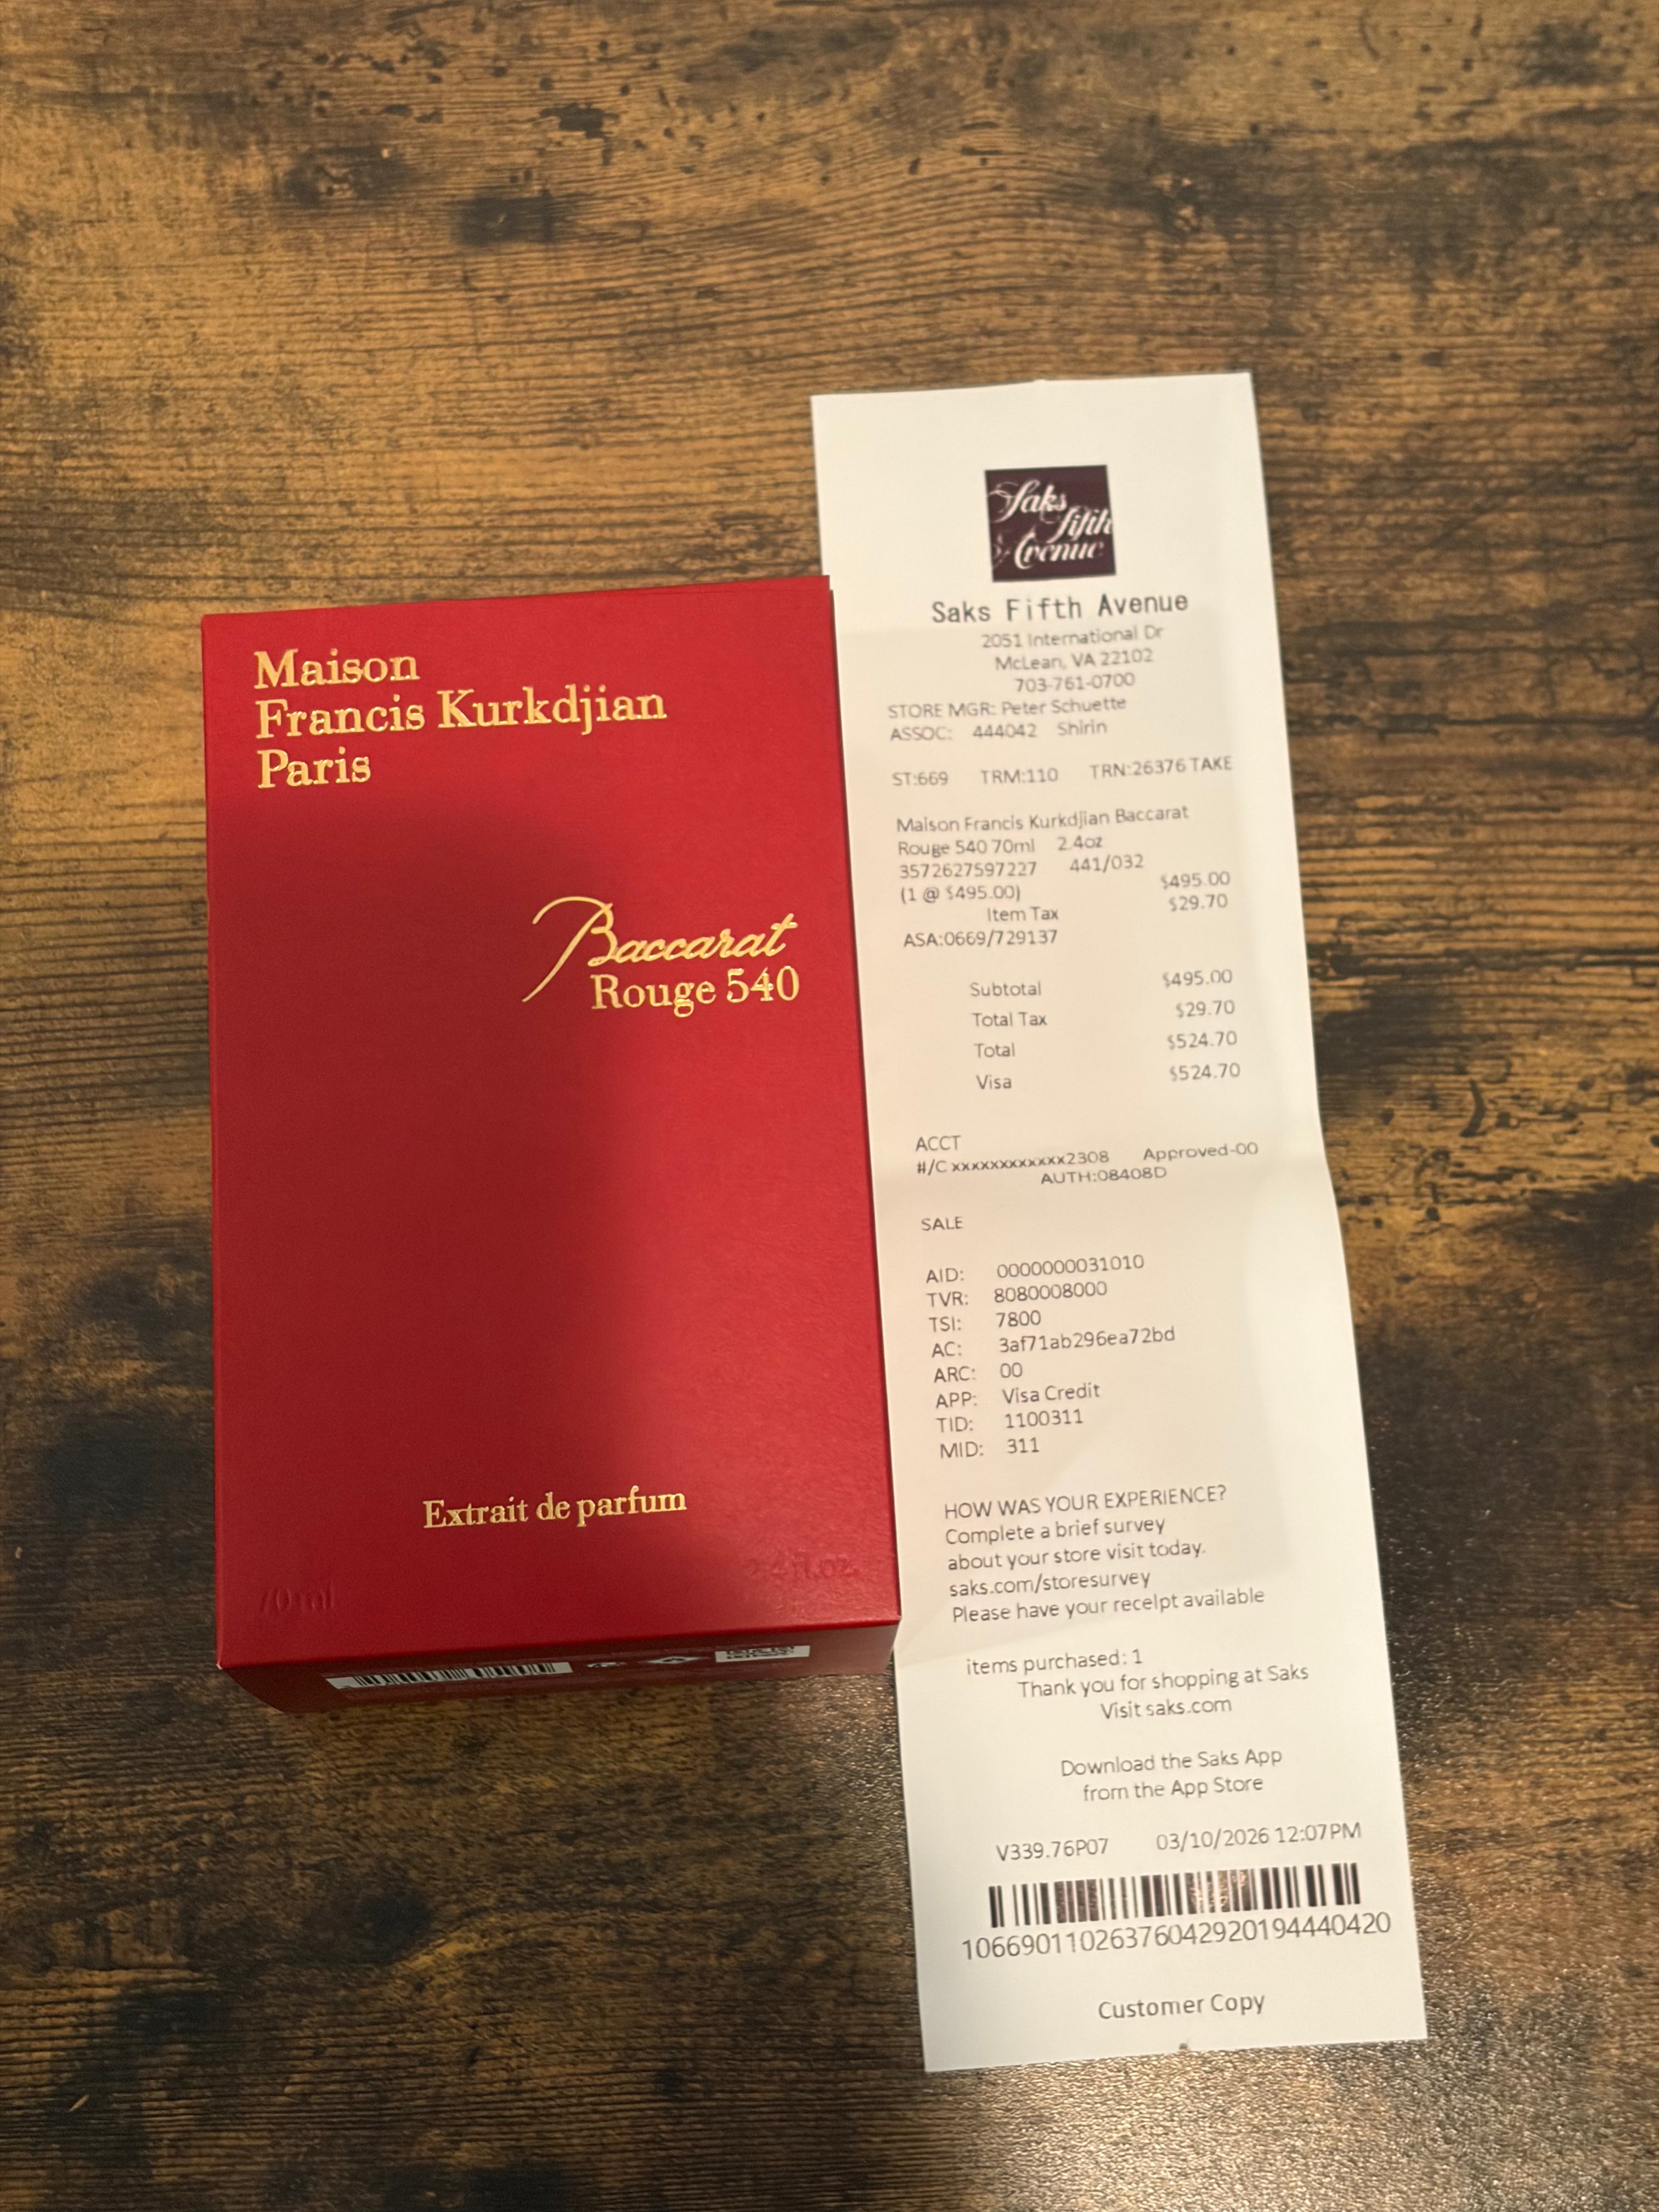 Maison
Francis Kurkdjian
Paris
Baccarat
Rouge 540
Extrait de parfum
70ml 2.4 fl.oz.
Saks
fifth
Avenue
Saks Fifth Avenue
2051 International Dr
McLean, VA 22102
703-761-0700
STORE MGR: Peter Schuette
ASSOC: 444042 Shirin
ST:669 TRM:110 TRN:26376 TAKE
Maison Francis Kurkdjian Baccarat
Rouge 540 70ml 2.4oz
3572627597227 441/032
(1 @ $495.00) $495.00
Item Tax $29.70
ASA:0669/729137
Subtotal $495.00
Total Tax $29.70
Total $524.70
Visa $524.70
ACCT
#/C xxxxxxxxxxxx2308 Approved-00
AUTH:08408D
SALE
AID: 0000000031010
TVR: 8080008000
TSI: 7800
AC: 3af71ab296ea72bd
ARC: 00
APP: Visa Credit
TID: 1100311
MID: 311
HOW WAS YOUR EXPERIENCE?
Complete a brief survey
about your store visit today.
saks.com/storesurvey
Please have your receipt available
items purchased: 1
Thank you for shopping at Saks
Visit saks.com
Download the Saks App
from the App Store
V339.76P07 03/10/2026 12:07PM
10669011026376042920194440420
Customer Copy